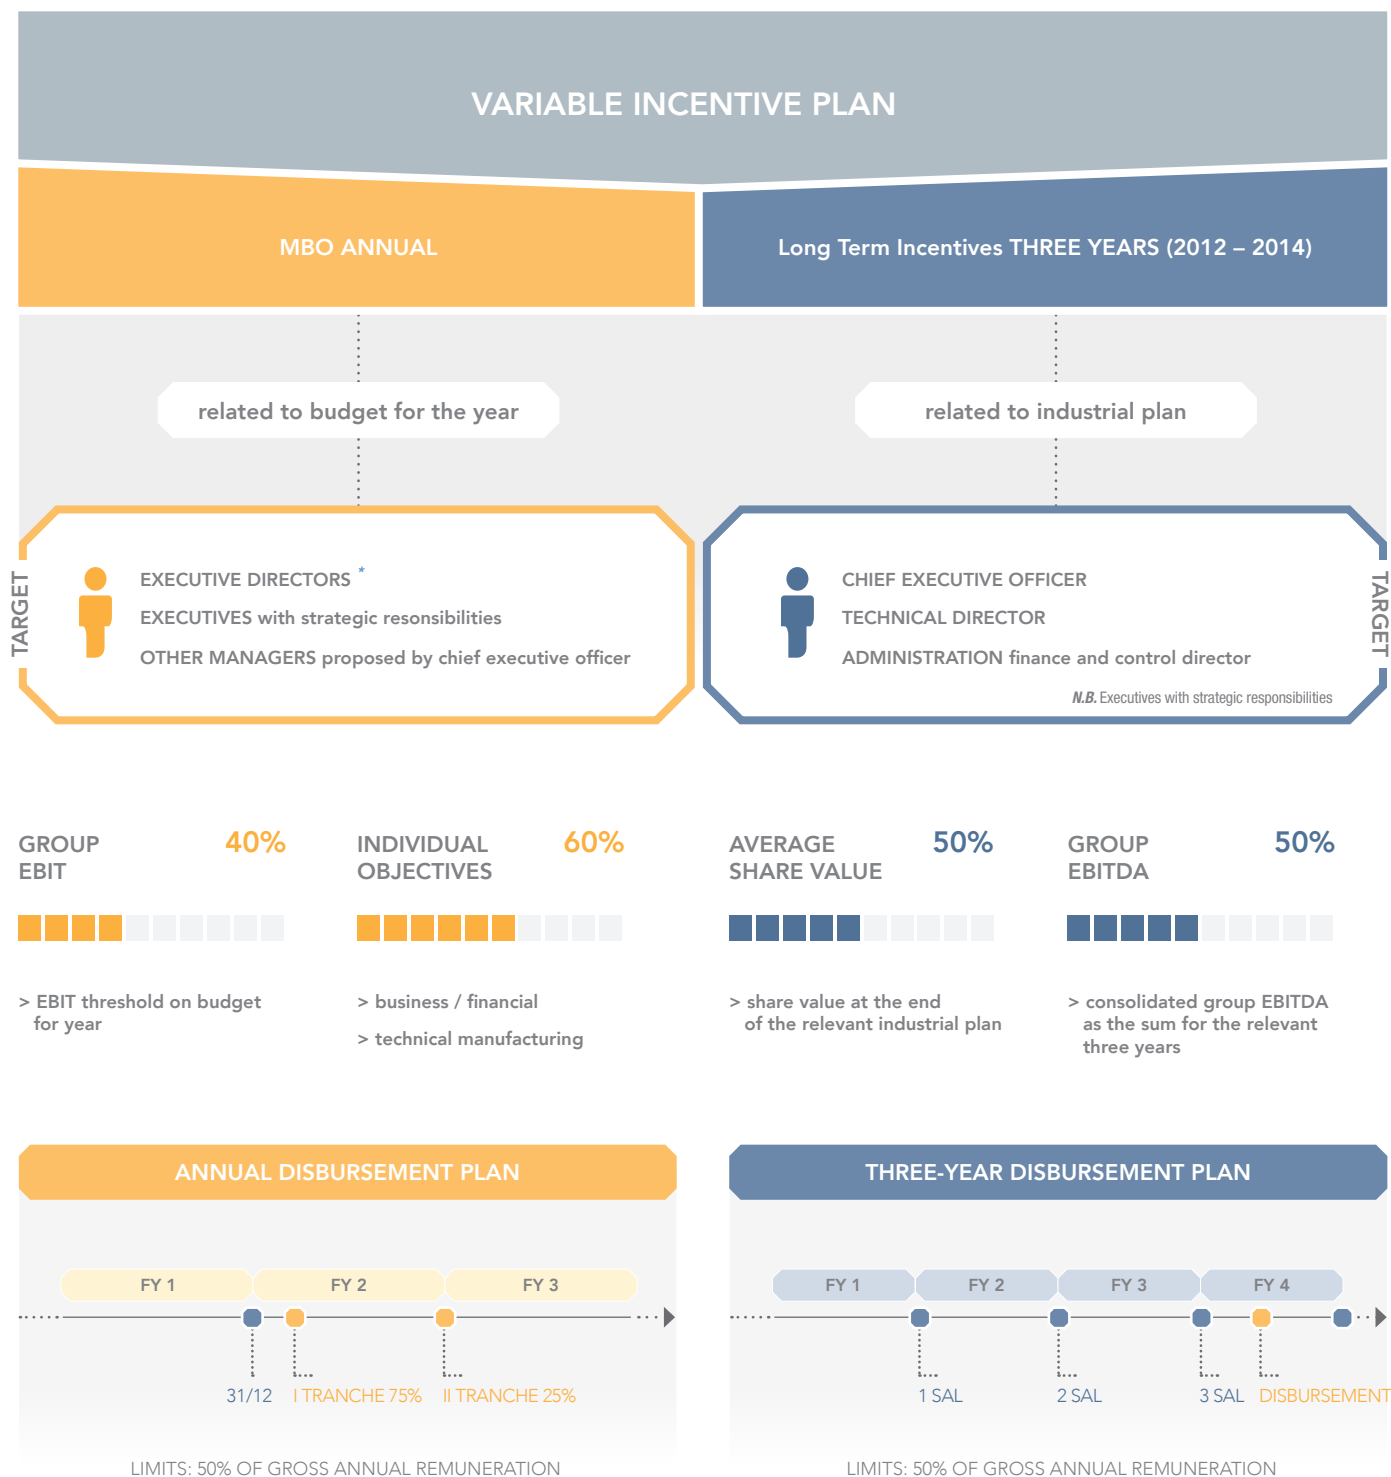 VARIABLE INCENTIVE PLAN
MBO ANNUAL
Long Term Incentives THREE YEARS (2012 – 2014)
related to budget for the year
related to industrial plan
TARGET
EXECUTIVE DIRECTORS *
EXECUTIVES with strategic resonsibilities
OTHER MANAGERS proposed by chief executive officer
CHIEF EXECUTIVE OFFICER
TECHNICAL DIRECTOR
ADMINISTRATION finance and control director
N.B. Executives with strategic responsibilities
TARGET
GROUP
EBIT
40%
> EBIT threshold on budget
for year
INDIVIDUAL
OBJECTIVES
60%
> business / financial
> technical manufacturing
AVERAGE
SHARE VALUE
50%
> share value at the end
of the relevant industrial plan
GROUP
EBITDA
50%
> consolidated group EBITDA
as the sum for the relevant
three years
ANNUAL DISBURSEMENT PLAN
FY 1 FY 2 FY 3
31/12 I TRANCHE 75% II TRANCHE 25%
LIMITS: 50% OF GROSS ANNUAL REMUNERATION
THREE-YEAR DISBURSEMENT PLAN
FY 1 FY 2 FY 3 FY 4
1 SAL 2 SAL 3 SAL DISBURSEMENT
LIMITS: 50% OF GROSS ANNUAL REMUNERATION